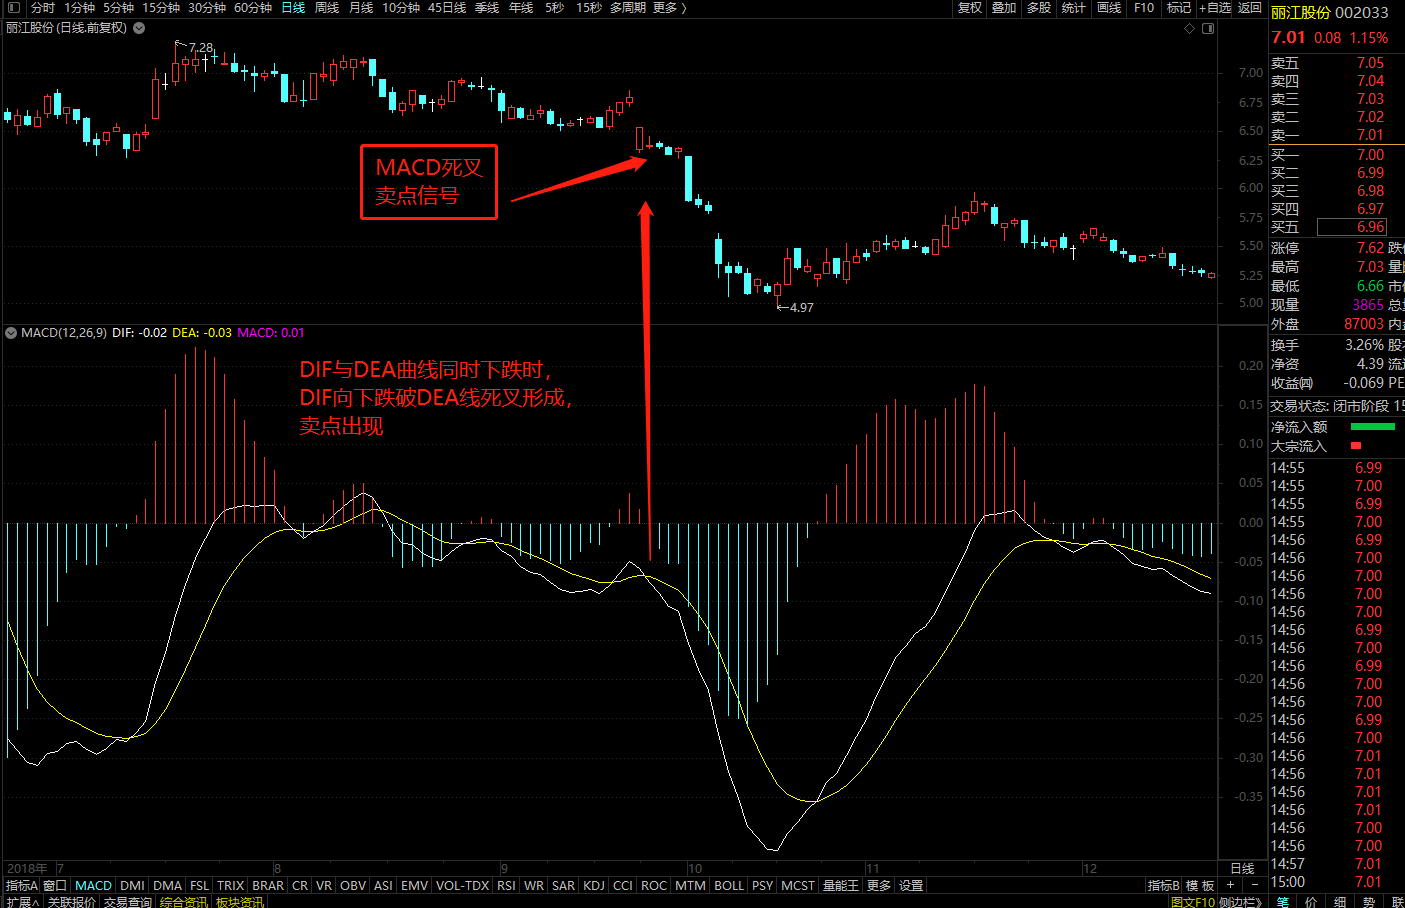 分时 1分钟 5分钟 15分钟 30分钟 60分钟 日线 周线 月线 10分钟 45日线 季线 年线 5秒 15秒 多周期 更多 〉 复权 叠加 多股 统计 画线 F10 标记 +自选 返回
丽江股份 002033
丽江股份 (日线.前复权)
7.01 0.08 1.15%
7.28
卖五 7.05
卖四 7.04
卖三 7.03
卖二 7.02
卖一 7.01
买一 7.00
买二 6.99
买三 6.98
买四 6.97
买五 6.96
7.00
6.75
6.50
6.25
6.00
5.75
5.50
5.25
5.00
MACD死叉
卖点信号
4.97
涨停 7.62 跌
最高 7.03 量
最低 6.66 市
现量 3865 总
外盘 87003 内
换手 3.26% 股
净资 4.39 流
收益㈣ -0.069 PE
交易状态: 闭市阶段 15
净流入额
大宗流入
MACD(12,26,9) DIF: -0.02 DEA: -0.03 MACD: 0.01
DIF与DEA曲线同时下跌时，
DIF向下跌破DEA线死叉形成，
卖点出现
0.20
0.15
0.10
0.05
0.00
-0.05
-0.10
-0.15
-0.20
-0.25
-0.30
-0.35
14:55 6.99
14:55 7.00
14:55 6.99
14:55 7.00
14:56 6.99
14:56 7.00
14:56 7.00
14:56 7.00
14:56 7.00
14:56 6.99
14:56 7.00
14:56 6.99
14:56 7.00
14:56 7.00
14:56 6.99
14:56 7.00
14:56 7.01
14:56 7.01
14:56 7.01
14:56 7.01
14:56 7.00
14:56 7.00
14:57 7.01
15:00 7.01
2018年 7 8 9 10 11 12 日线
指标A 窗口 MACD DMI DMA FSL TRIX BRAR CR VR OBV ASI EMV VOL-TDX RSI WR SAR KDJ CCI ROC MTM BOLL PSY MCST 量能王 更多 设置 指标B 模板 + −
扩展∧ 关联报价 交易查询 综合资讯 板块资讯 图文F10 侧边栏》 笔 价 细 势 联